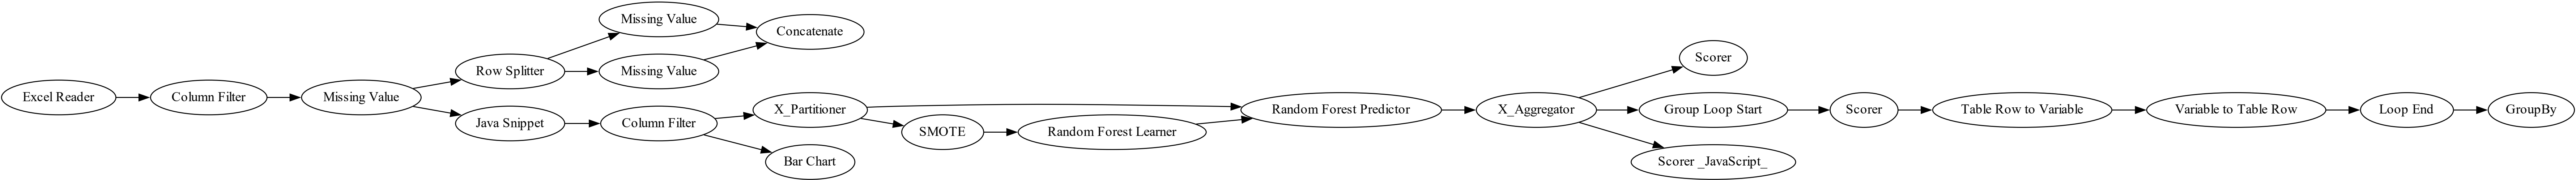 Excel Reader
Column Filter
Missing Value
Row Splitter
Missing Value
Missing Value
Concatenate
Java Snippet
Column Filter
X_Partitioner
Bar Chart
SMOTE
Random Forest Learner
Random Forest Predictor
X_Aggregator
Scorer
Group Loop Start
Scorer _JavaScript_
Scorer
Table Row to Variable
Variable to Table Row
Loop End
GroupBy